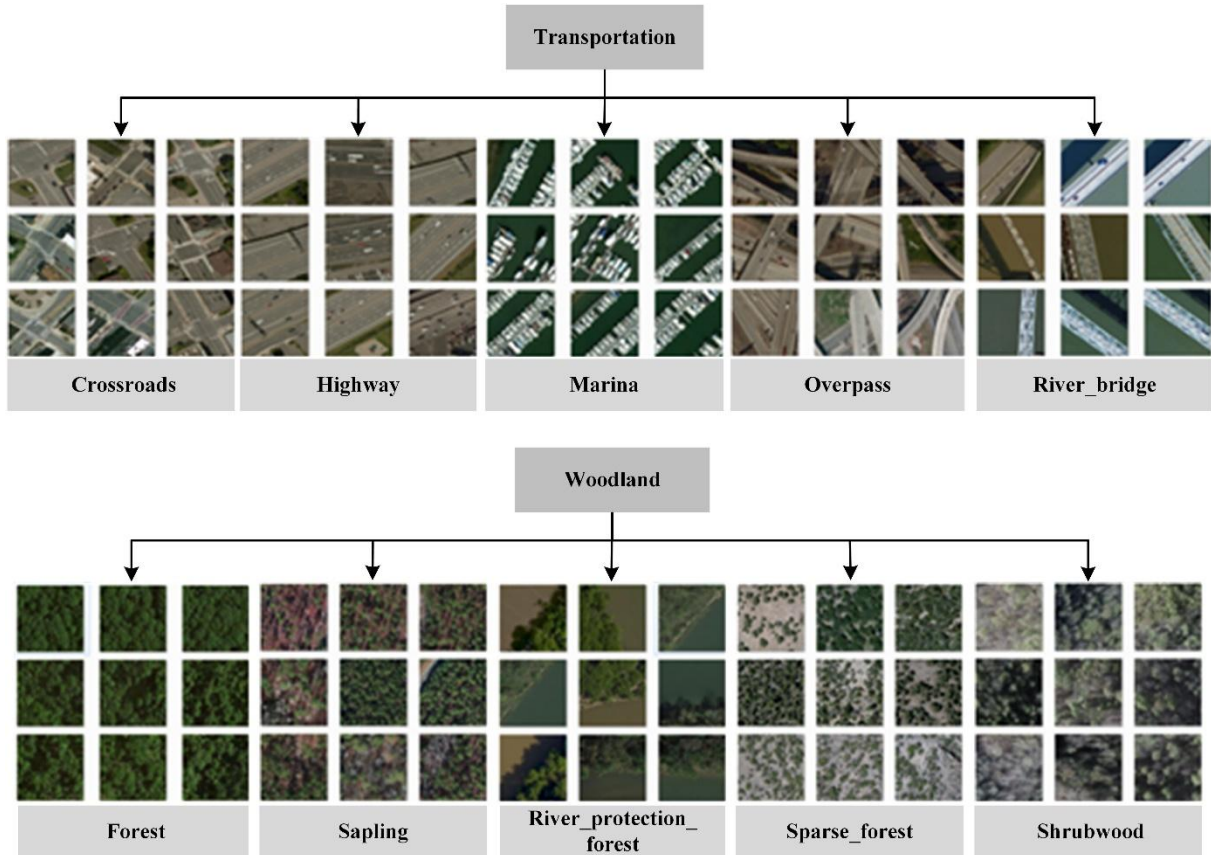 Transportation
Crossroads
Highway
Marina
Overpass
River_bridge
Woodland
Forest
Sapling
River_protection_
forest
Sparse_forest
Shrubwood